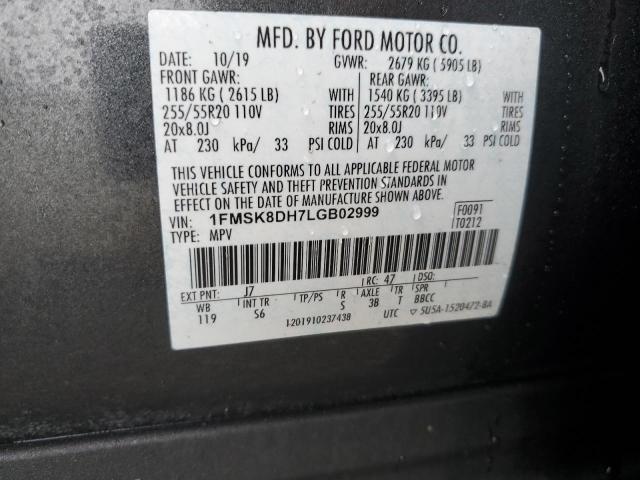 MFD. BY FORD MOTOR CO.
DATE: 10/19 GVWR: 2679 KG ( 5905 LB)
FRONT GAWR: REAR GAWR:
1186 KG ( 2615 LB) WITH 1540 KG ( 3395 LB) WITH
255/55R20 110V TIRES 255/55R20 110V TIRES
20x8.0J RIMS 20x8.0J RIMS
AT 230 kPa/ 33 PSI COLD AT 230 kPa/ 33 PSI COLD
THIS VEHICLE CONFORMS TO ALL APPLICABLE FEDERAL MOTOR
VEHICLE SAFETY AND THEFT PREVENTION STANDARDS IN
EFFECT ON THE DATE OF MANUFACTURE SHOWN ABOVE.
VIN: 1FMSK8DH7LGB02999 F0091
TYPE: MPV T0212
EXT PNT: J7 RC: 47 DSO:
WB INT TR TP/PS R AXLE TR SPR
119 S6 S 3B T BBCC
1201910237438 UTC ▽ 5U5A-1520472-BA